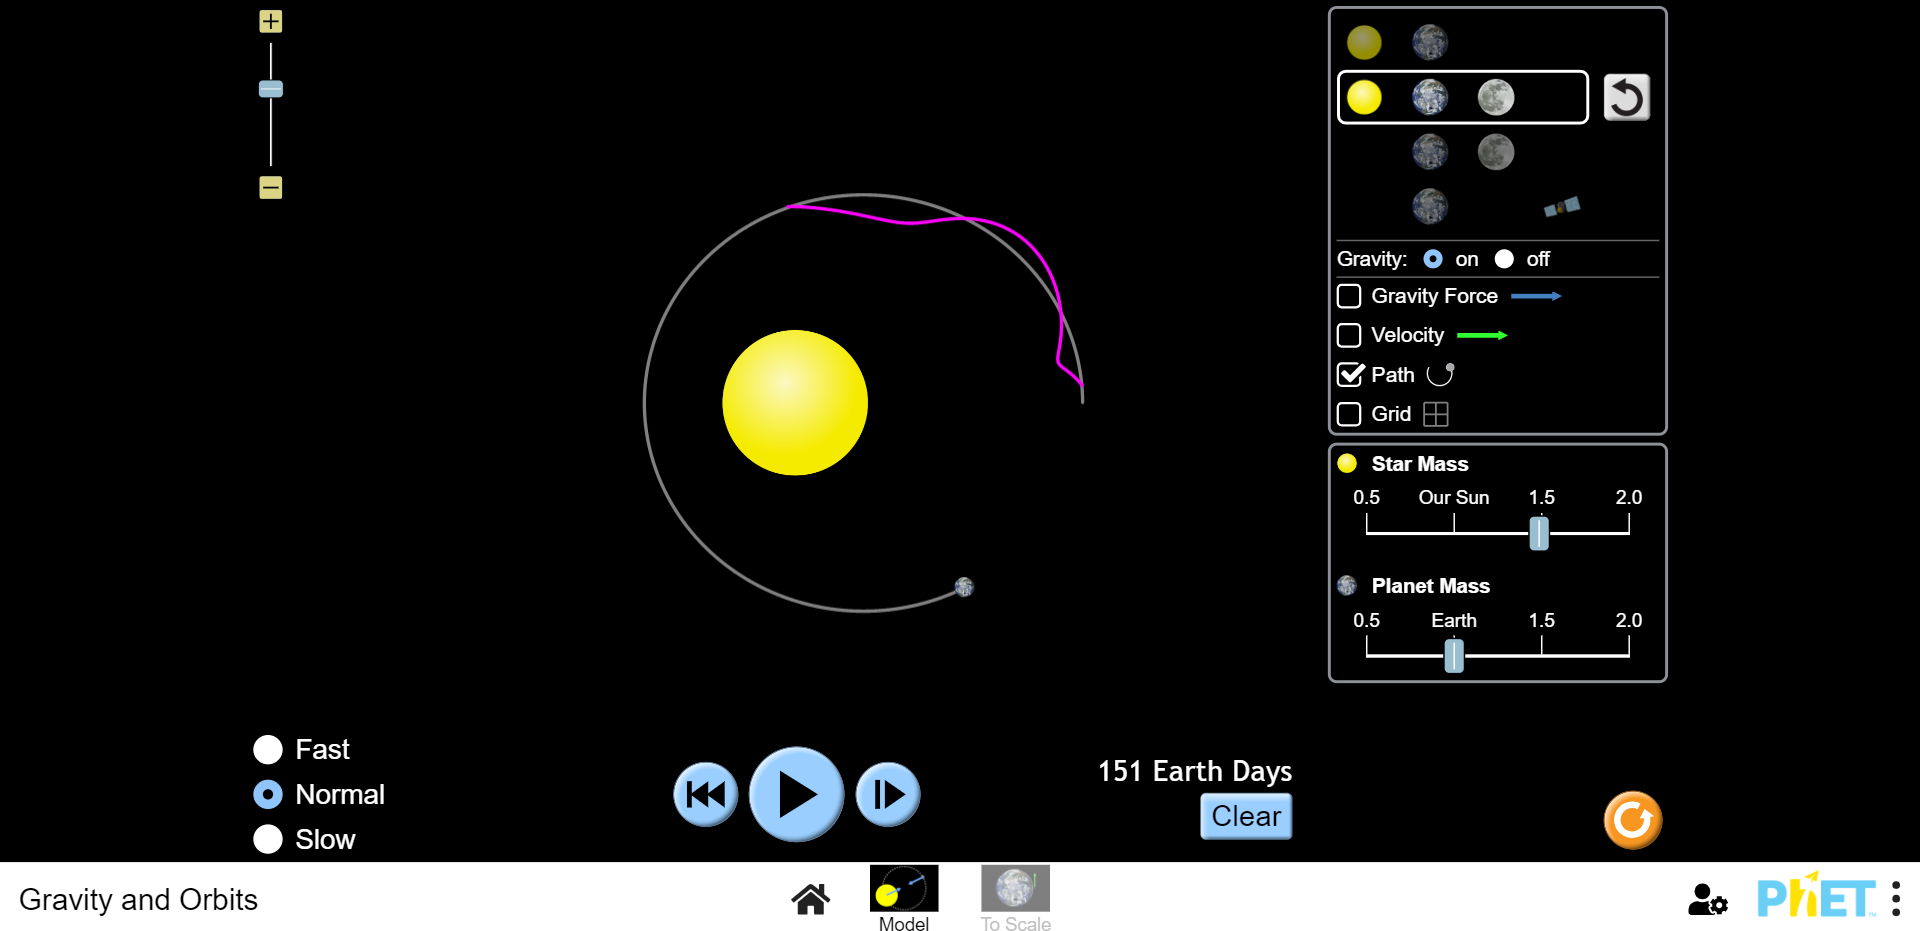 Gravity: on off
Gravity Force
Velocity
Path
Grid
Star Mass
0.5 Our Sun 1.5 2.0
Planet Mass
0.5 Earth 1.5 2.0
Fast
Normal
Slow
151 Earth Days
Clear
Gravity and Orbits
Model
To Scale
PhET